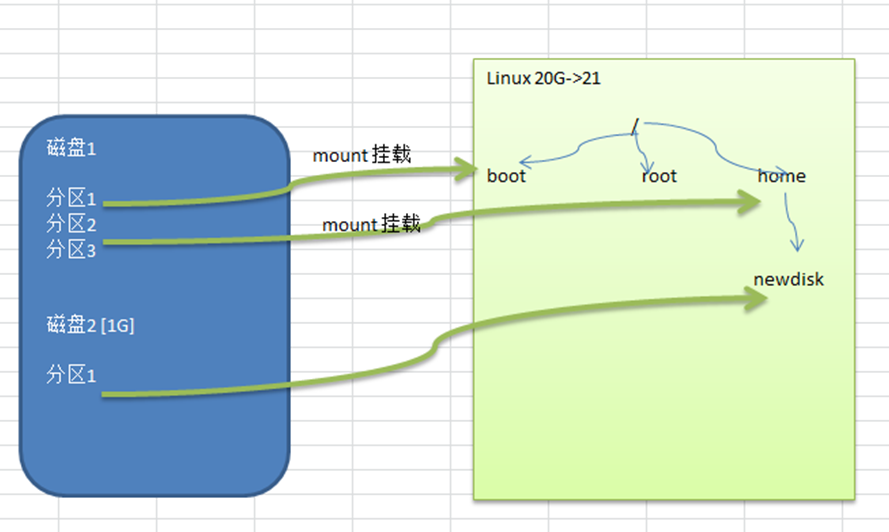 磁盘1
分区1
分区2
分区3
磁盘2 [1G]
分区1
mount 挂载
mount 挂载
Linux 20G->21
/
boot root home
newdisk